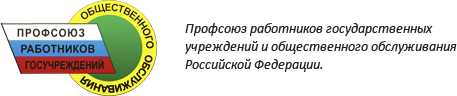 ПРОФСОЮЗ
РАБОТНИКОВ
ГОСУЧРЕЖДЕНИЙ
ОБЩЕСТВЕННОГО ОБСЛУЖИВАНИЯ
Профсоюз работников государственных
учреждений и общественного обслуживания
Российской Федерации.